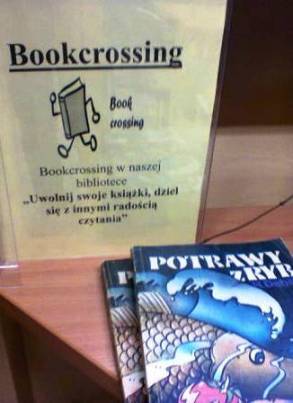 Bookcrossing
Book
crossing
Bookcrossing w naszej
bibliotece
„Uwolnij swoje książki, dziel
się z innymi radością
czytania”
POTRAWY
Z RYB
P